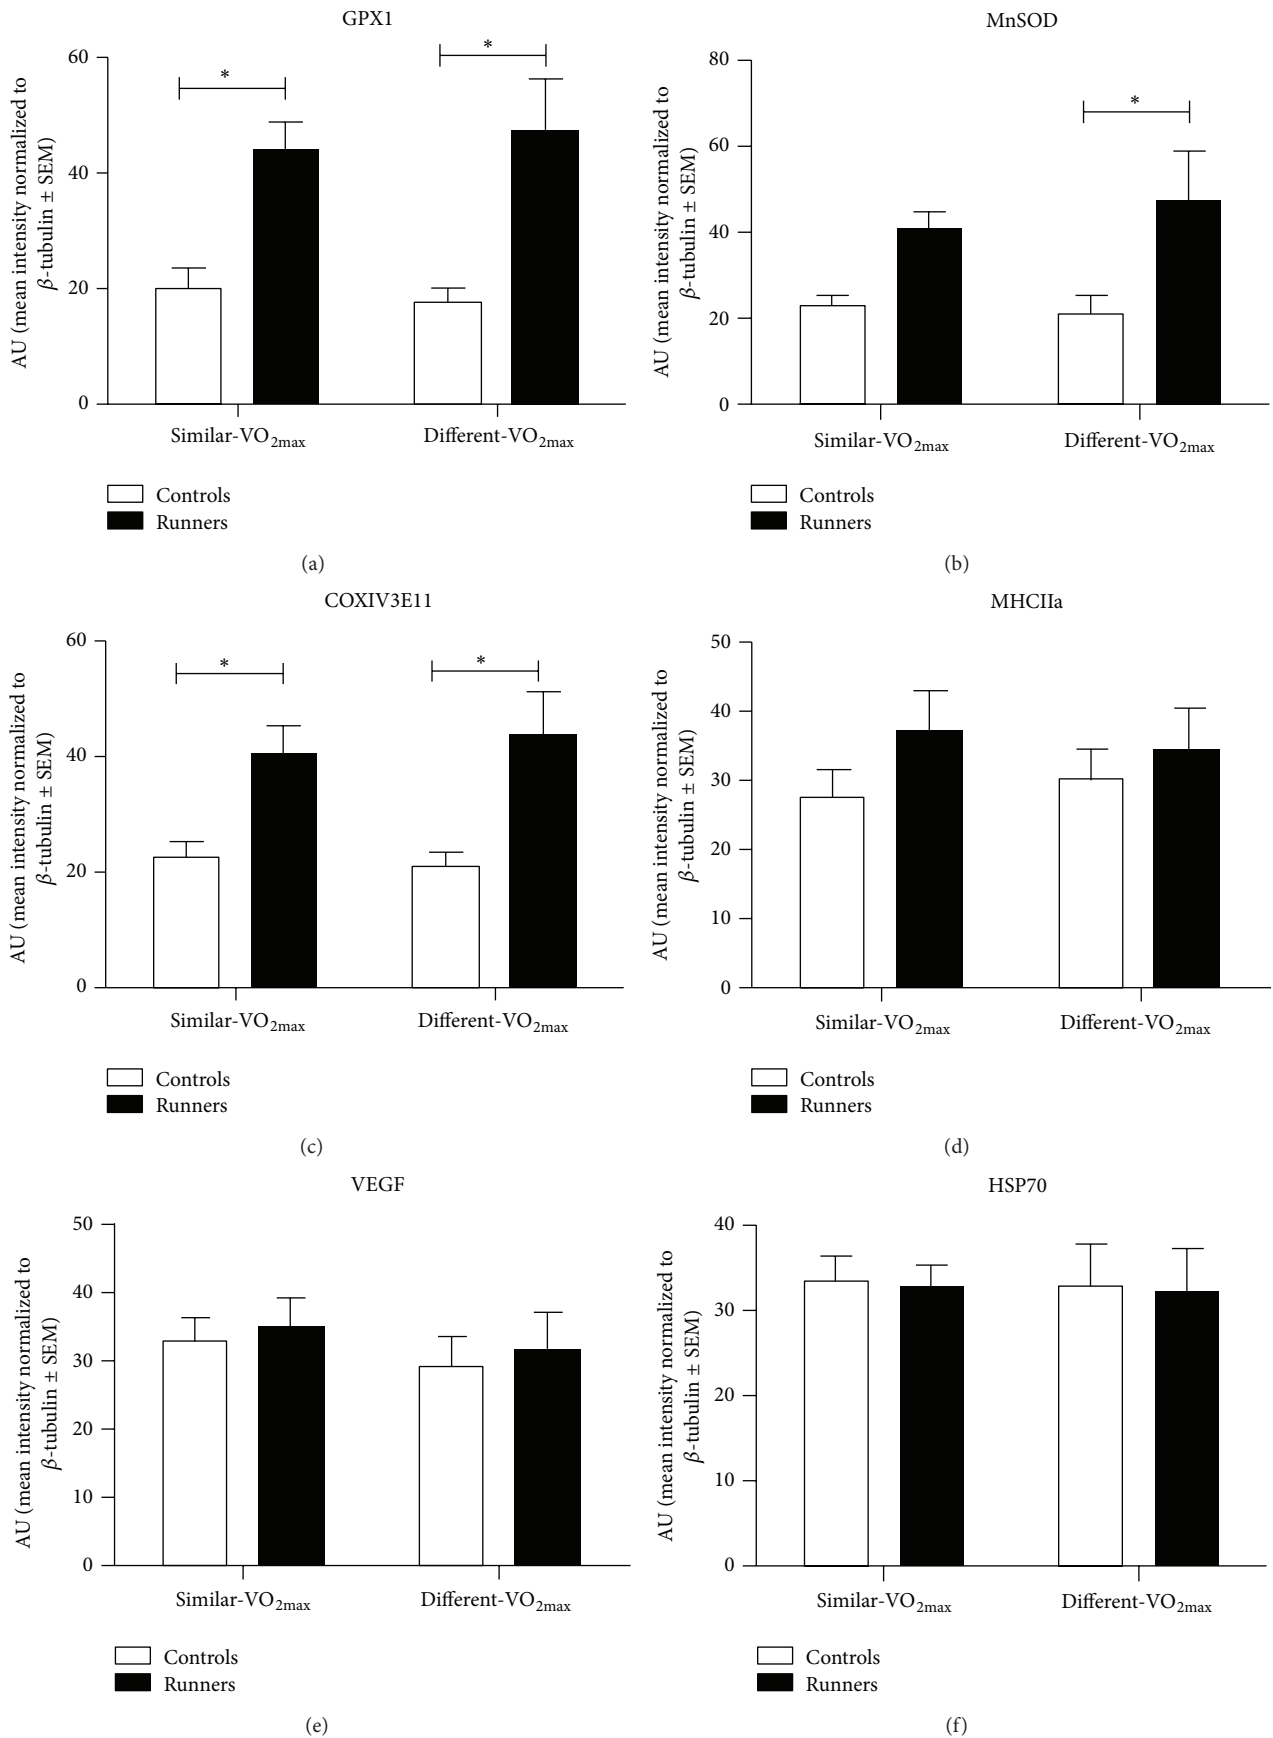 GPX1
AU (mean intensity normalized to
β-tubulin ± SEM)
60
40
20
0
*
*
Similar-VO2max
Different-VO2max
Controls
Runners
(a)
MnSOD
AU (mean intensity normalized to
β-tubulin ± SEM)
80
60
40
20
0
*
Similar-VO2max
Different-VO2max
Controls
Runners
(b)
COXIV3E11
AU (mean intensity normalized to
β-tubulin ± SEM)
60
40
20
0
*
*
Similar-VO2max
Different-VO2max
Controls
Runners
(c)
MHCIIa
AU (mean intensity normalized to
β-tubulin ± SEM)
50
40
30
20
10
0
Similar-VO2max
Different-VO2max
Controls
Runners
(d)
VEGF
AU (mean intensity normalized to
β-tubulin ± SEM)
50
40
30
20
10
0
Similar-VO2max
Different-VO2max
Controls
Runners
(e)
HSP70
AU (mean intensity normalized to
β-tubulin ± SEM)
40
30
20
10
0
Similar-VO2max
Different-VO2max
Controls
Runners
(f)